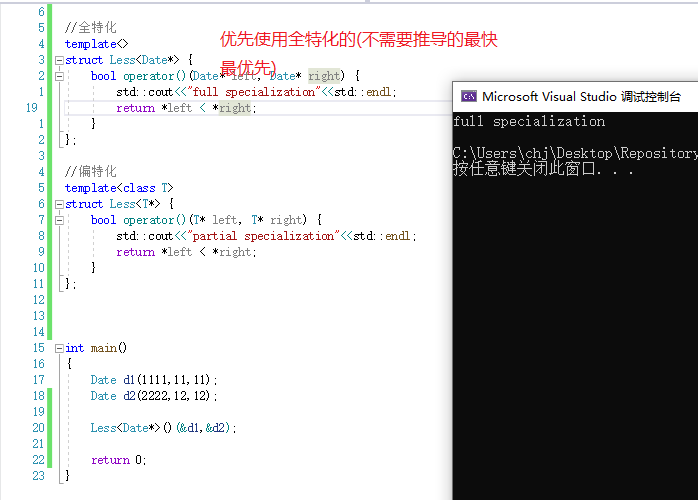 6
5 //全特化
4 template<>
3 struct Less<Date*> {
2 bool operator()(Date* left, Date* right) {
1 std::cout<<"full specialization"<<std::endl;
19 return *left < *right;
1 }
2 };
3
4 //偏特化
5 template<class T>
6 struct Less<T*> {
7 bool operator()(T* left, T* right) {
8 std::cout<<"partial specialization"<<std::endl;
9 return *left < *right;
10 }
11 };
12
13
14
15 int main()
16 {
17 Date d1(1111,11,11);
18 Date d2(2222,12,12);
19
20 Less<Date*>()(&d1,&d2);
21
22 return 0;
23 }
优先使用全特化的(不需要推导的最快
最优先)
Microsoft Visual Studio 调试控制台
full specialization
C:\Users\chj\Desktop\Repository
按任意键关闭此窗口. . .